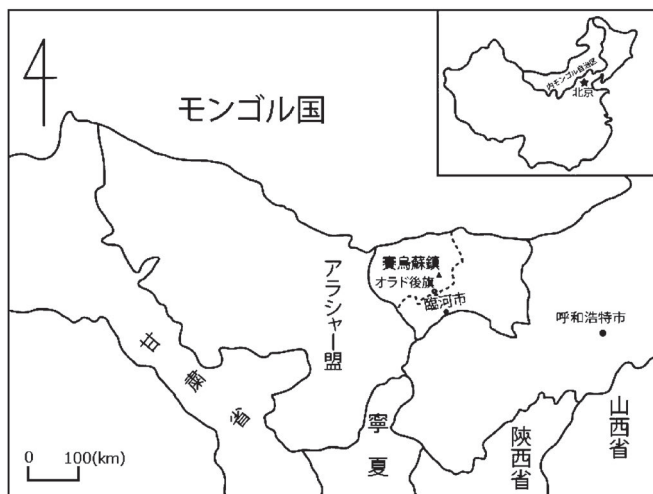 モンゴル国
内モンゴル自治区
北京
賽烏蘇鎮
オラド後旗
臨河市
アラシャー盟
呼和浩特市
甘粛省
寧夏
陝西省
山西省
0 100(km)